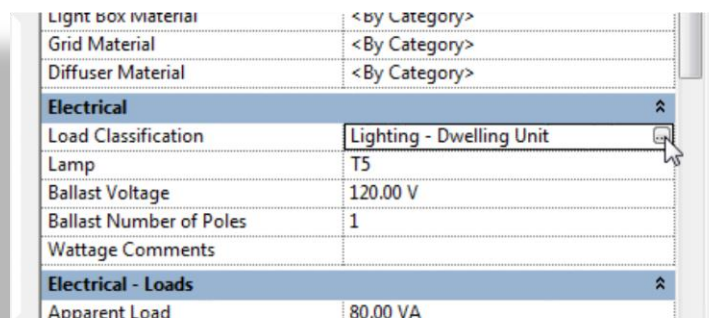 Light Box Material <By Category>
Grid Material <By Category>
Diffuser Material <By Category>
Electrical
Load Classification Lighting - Dwelling Unit
Lamp T5
Ballast Voltage 120.00 V
Ballast Number of Poles 1
Wattage Comments
Electrical - Loads
Apparent Load 80.00 VA